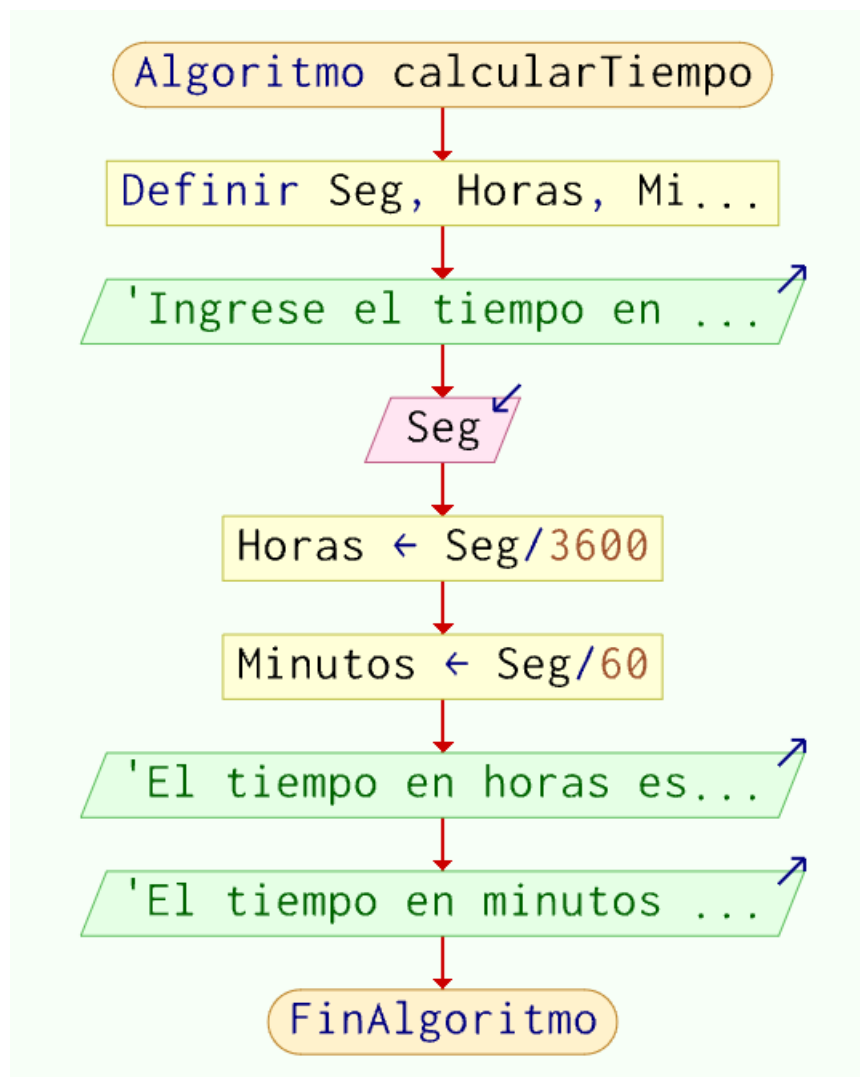 Algoritmo calcularTiempo
Definir Seg, Horas, Mi...
'Ingrese el tiempo en ...
Seg
Horas ← Seg/3600
Minutos ← Seg/60
'El tiempo en horas es...
'El tiempo en minutos ...
FinAlgoritmo